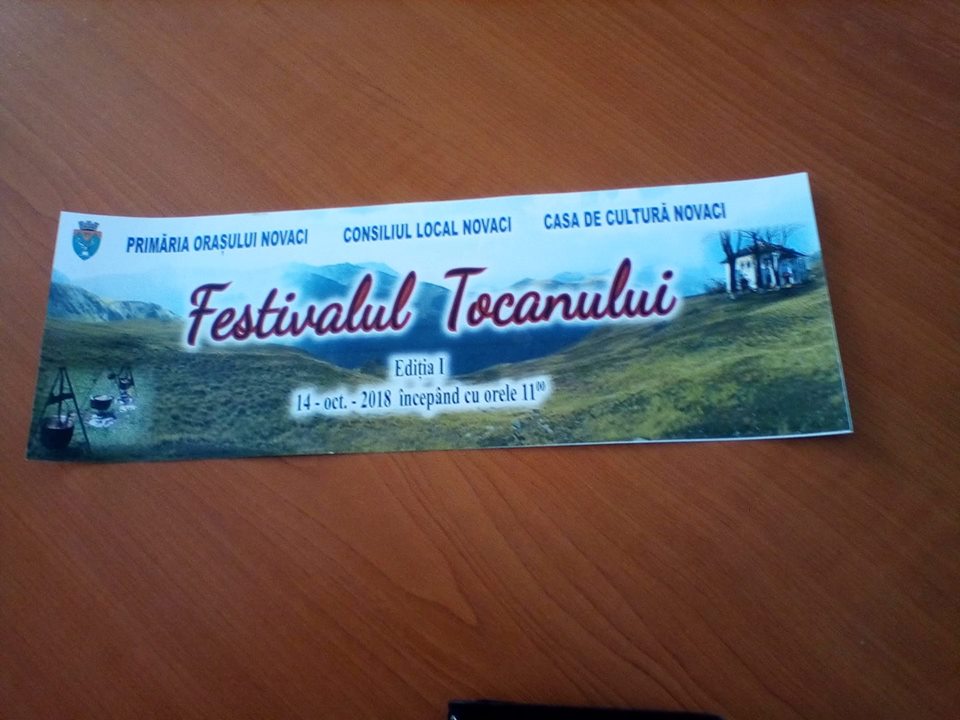 PRIMĂRIA ORAȘULUI NOVACI CONSILIUL LOCAL NOVACI CASA DE CULTURĂ NOVACI
Festivalul Tocanului
Ediția I
14 - oct. - 2018 începând cu orele 11⁰⁰